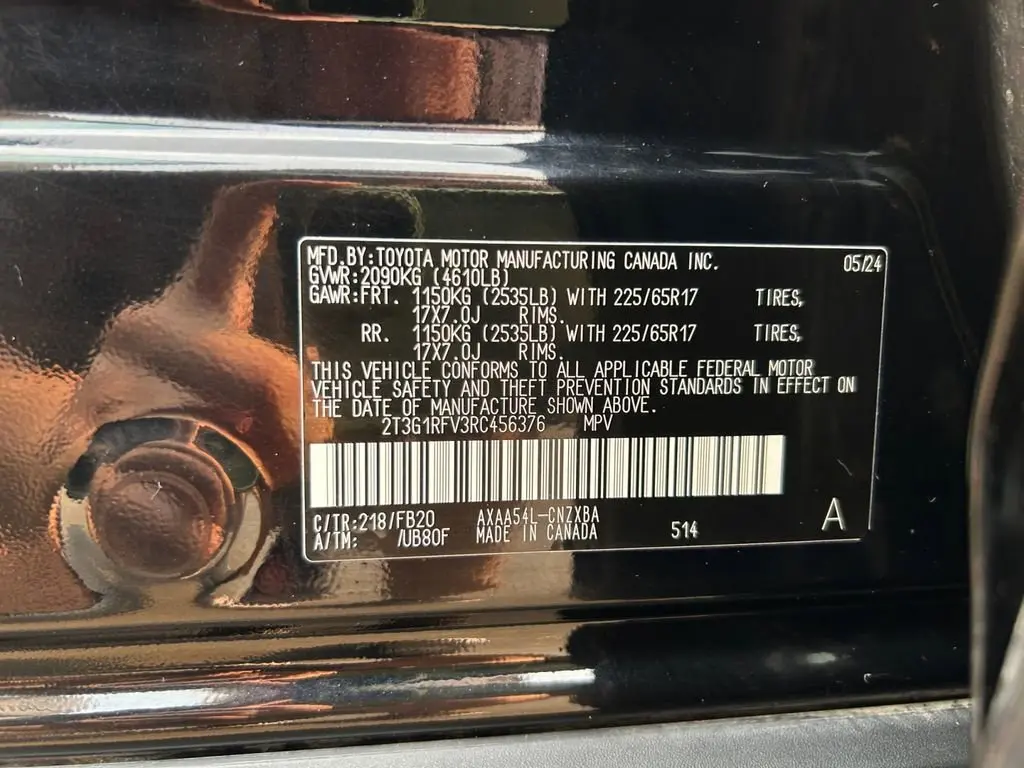 MFD.BY:TOYOTA MOTOR MANUFACTURING CANADA INC. 05/24
GVWR:2090KG (4610LB)
GAWR:FRT. 1150KG (2535LB) WITH 225/65R17 TIRES,
17X7.0J RIMS.
RR. 1150KG (2535LB) WITH 225/65R17 TIRES,
17X7.0J RIMS.
THIS VEHICLE CONFORMS TO ALL APPLICABLE FEDERAL MOTOR
VEHICLE SAFETY AND THEFT PREVENTION STANDARDS IN EFFECT ON
THE DATE OF MANUFACTURE SHOWN ABOVE.
2T3G1RFV3RC456376 MPV
C/TR:218/FB20 AXAA54L-CNZXBA
A/TM: /UB80F MADE IN CANADA 514 A